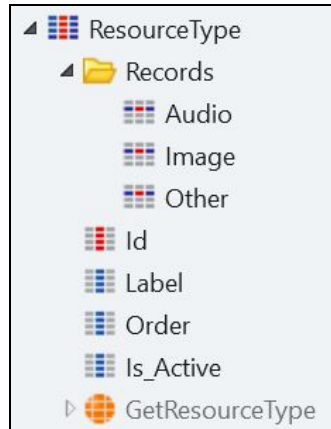 ResourceType
Records
Audio
Image
Other
Id
Label
Order
Is_Active
GetResourceType